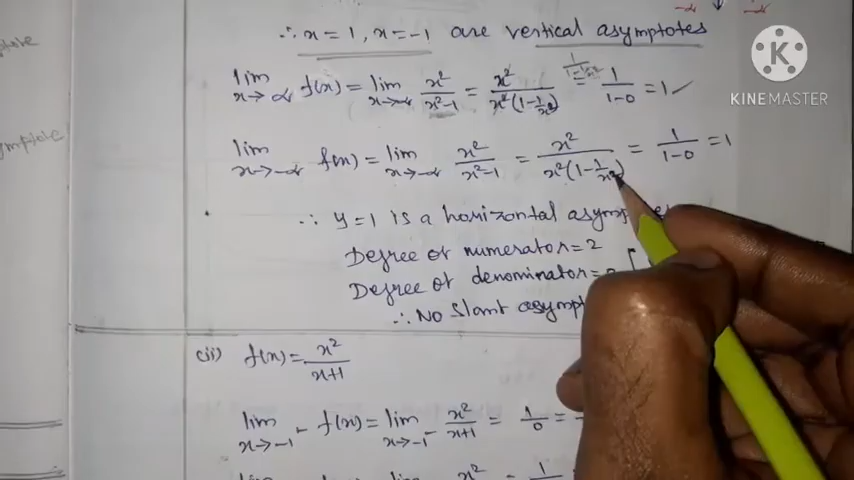 ∴ x = 1, x = -1 are vertical asymptotes
lim x→∝ f(x) = lim x→∝ x²/(x²-1) = x²/(x²(1-1/x²)) = 1/(1-0) = 1 ✓
lim x→-∝ f(x) = lim x→-∝ x²/(x²-1) = x²/(x²(1-1/x²)) = 1/(1-0) = 1
∴ y = 1 is a horizontal
Degree of numerator = 2
Degree of denominator =
∴ No Slant
(ii) f(x) = x²/(x+1)
lim x→-1⁻ f(x) = lim x→-1⁻ x²/(x+1) = 1/0 =
K
KINEMASTER